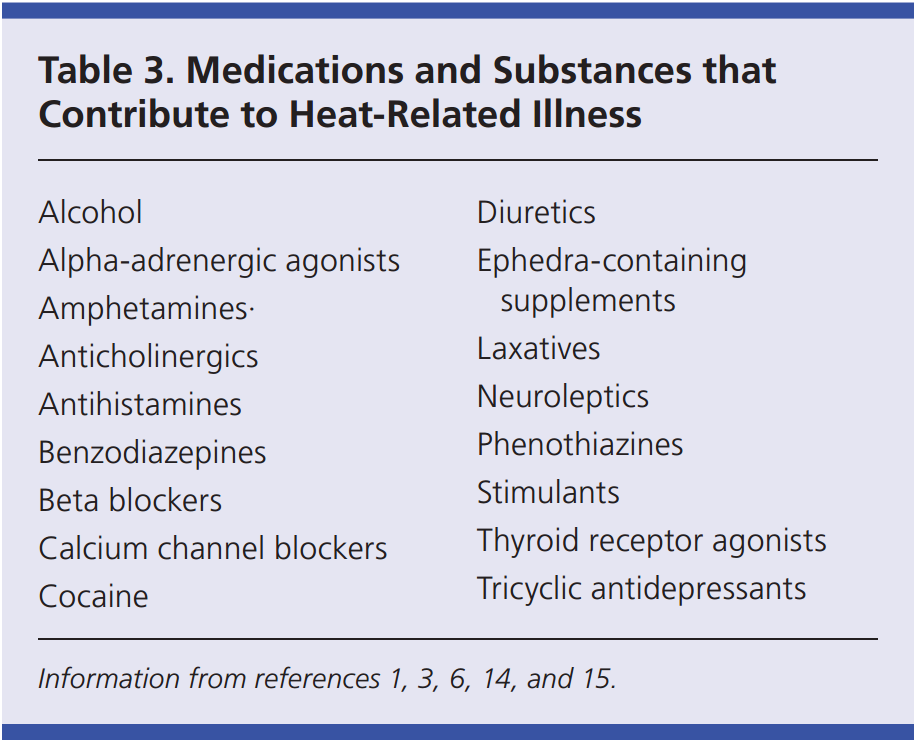 Table 3. Medications and Substances that
Contribute to Heat-Related Illness
Alcohol
Alpha-adrenergic agonists
Amphetamines·
Anticholinergics
Antihistamines
Benzodiazepines
Beta blockers
Calcium channel blockers
Cocaine
Diuretics
Ephedra-containing
supplements
Laxatives
Neuroleptics
Phenothiazines
Stimulants
Thyroid receptor agonists
Tricyclic antidepressants
Information from references 1, 3, 6, 14, and 15.